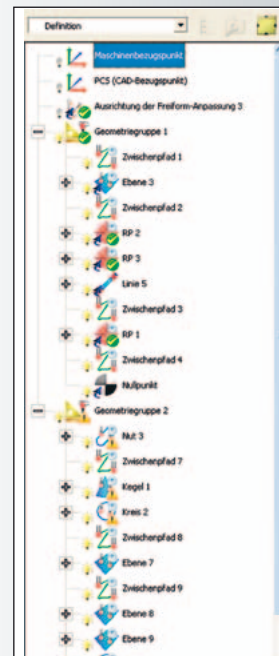 Definition
Maschinenbezugspunkt
PCS (CAD-Bezugspunkt)
Ausrichtung der Freiform-Anpassung 3
Geometriegruppe 1
Zwischenpfad 1
Ebene 3
Zwischenpfad 2
RP 2
RP 3
Linie 5
Zwischenpfad 3
RP 1
Zwischenpfad 4
Nullpunkt
Geometriegruppe 2
Nut 3
Zwischenpfad 7
Kegel 1
Kreis 2
Zwischenpfad 8
Ebene 7
Zwischenpfad 9
Ebene 8
Ebene 9